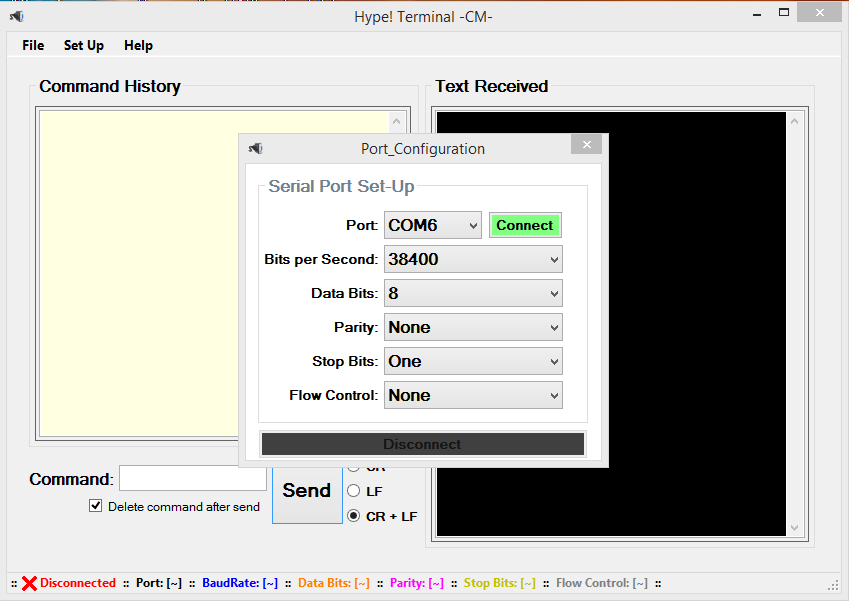 Hype! Terminal -CM-
File Set Up Help
Command History
Text Received
Port_Configuration
Serial Port Set-Up
Port: COM6 Connect
Bits per Second: 38400
Data Bits: 8
Parity: None
Stop Bits: One
Flow Control: None
Disconnect
Command:
Delete command after send
Send
CR
LF
CR + LF
:: Disconnected :: Port: [~] :: BaudRate: [~] :: Data Bits: [~] :: Parity: [~] :: Stop Bits: [~] :: Flow Control: [~] ::